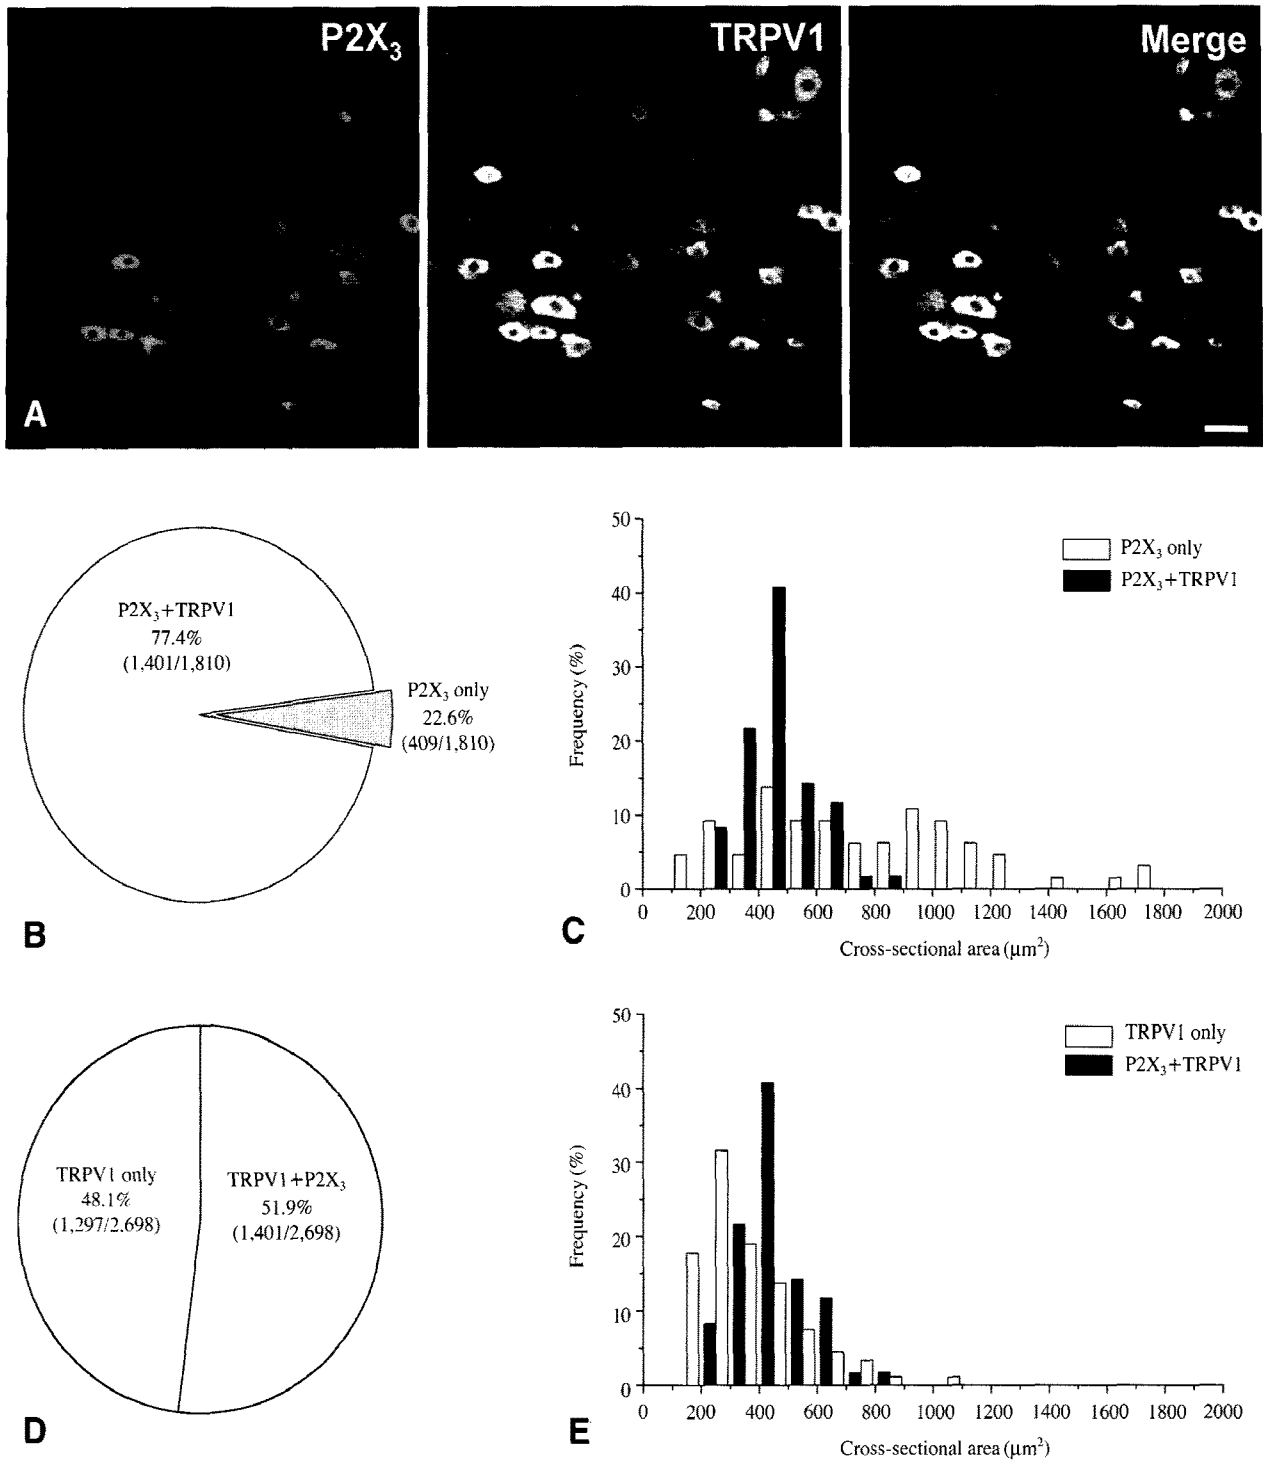 P2X₃
TRPV1
Merge
A
P2X₃+TRPV1
77.4%
(1,401/1,810)
P2X₃ only
22.6%
(409/1,810)
B
50
40
30
20
10
0
Frequency (%)
P2X₃ only
P2X₃+TRPV1
0 200 400 600 800 1000 1200 1400 1600 1800 2000
Cross-sectional area (μm²)
C
TRPV1 only
48.1%
(1,297/2,698)
TRPV1+P2X₃
51.9%
(1,401/2,698)
D
50
40
30
20
10
0
Frequency (%)
TRPV1 only
P2X₃+TRPV1
0 200 400 600 800 1000 1200 1400 1600 1800 2000
Cross-sectional area (μm²)
E